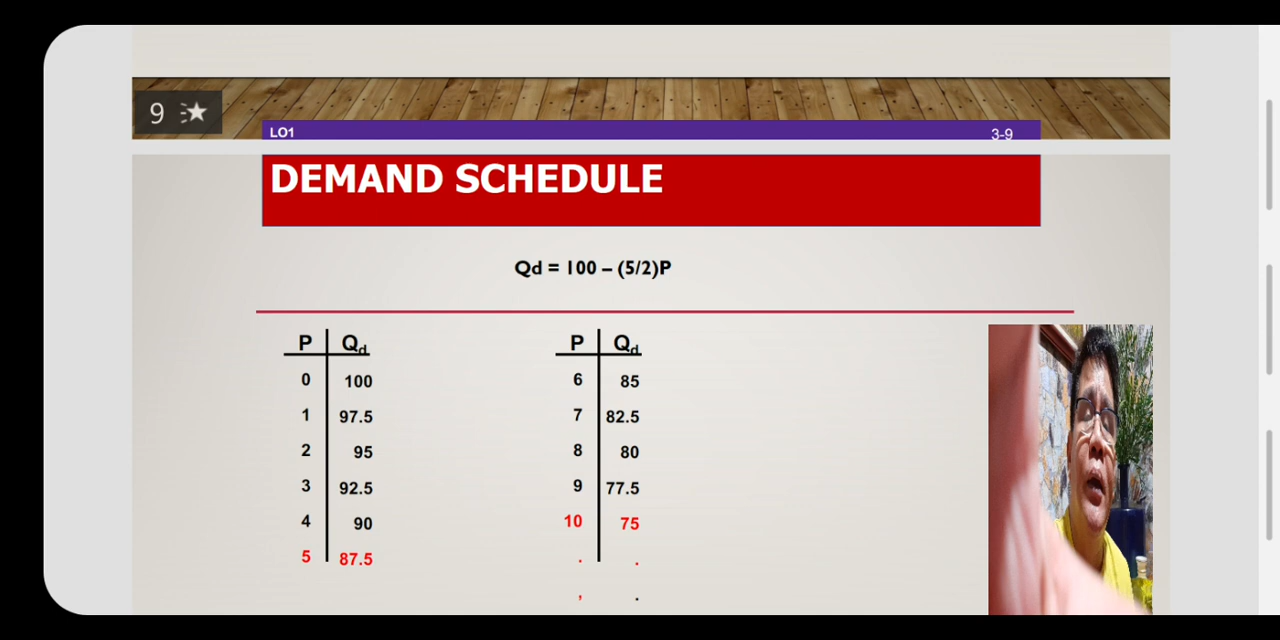 9
LO1 3-9
DEMAND SCHEDULE
Qd = 100 – (5/2)P
P Qd P Qd
0 100 6 85
1 97.5 7 82.5
2 95 8 80
3 92.5 9 77.5
4 90 10 75
5 87.5 . .
, .